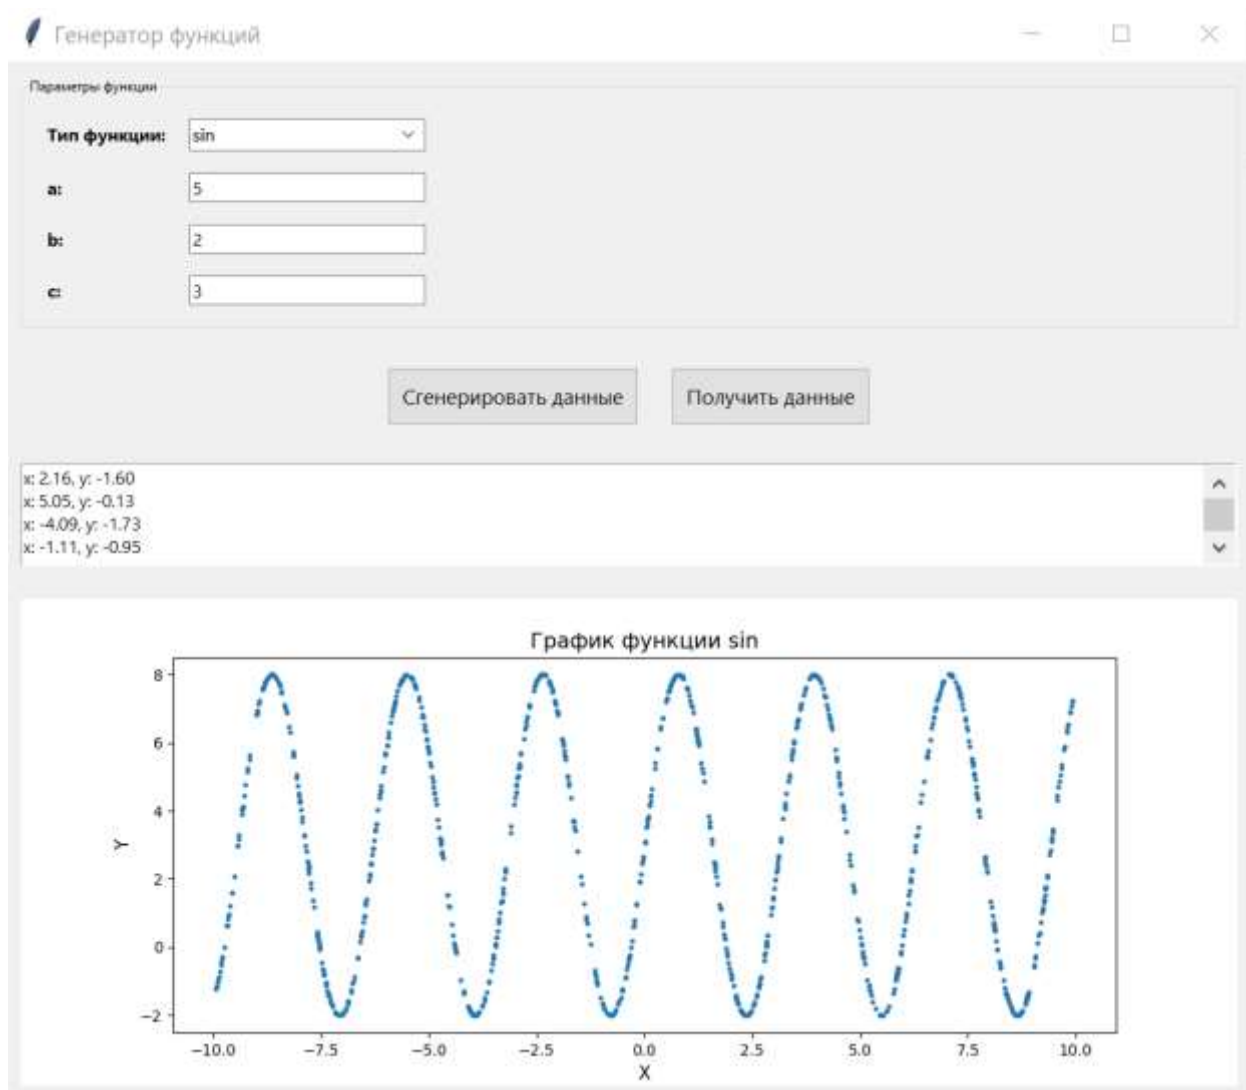 Генератор функций
Параметры функции
Тип функции: sin
a: 5
b: 2
c: 3
Сгенерировать данные Получить данные
x: 2.16, y: -1.60
x: 5.05, y: -0.13
x: -4.09, y: -1.73
x: -1.11, y: -0.95
График функции sin
8
6
4
2
0
−2
Y
−10.0 −7.5 −5.0 −2.5 0.0 2.5 5.0 7.5 10.0
X